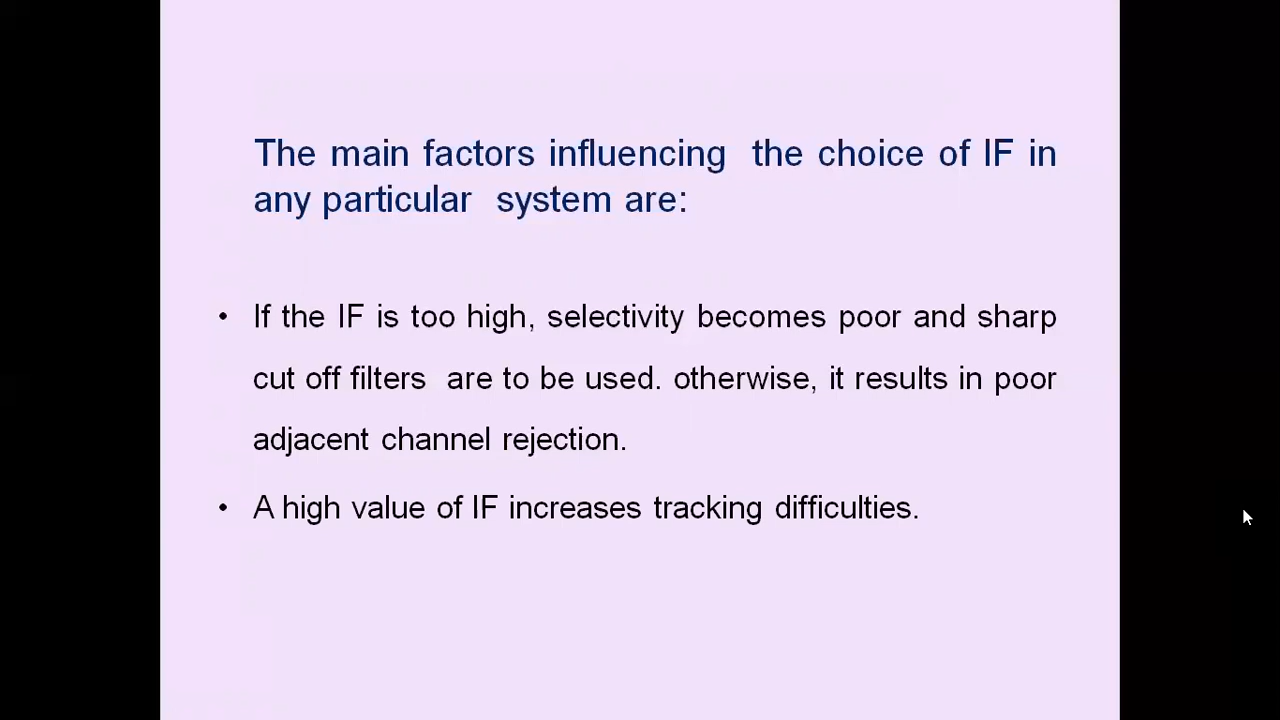 The main factors influencing the choice of IF in
any particular system are:
• If the IF is too high, selectivity becomes poor and sharp
cut off filters are to be used. otherwise, it results in poor
adjacent channel rejection.
• A high value of IF increases tracking difficulties.